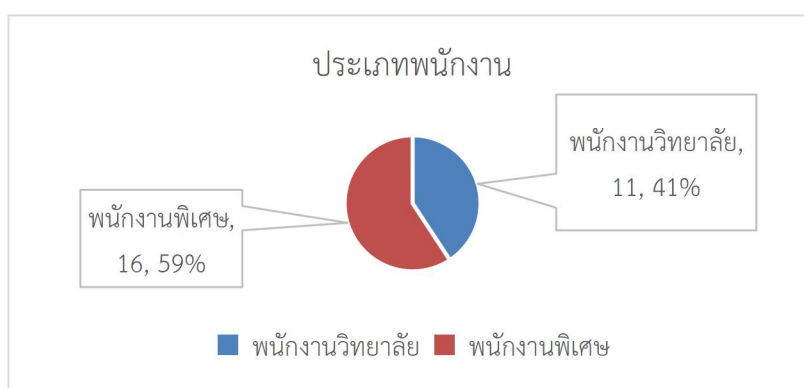 ประเภทพนักงาน
พนักงานวิทยาลัย,
11, 41%
พนักงานพิเศษ,
16, 59%
พนักงานวิทยาลัย พนักงานพิเศษ